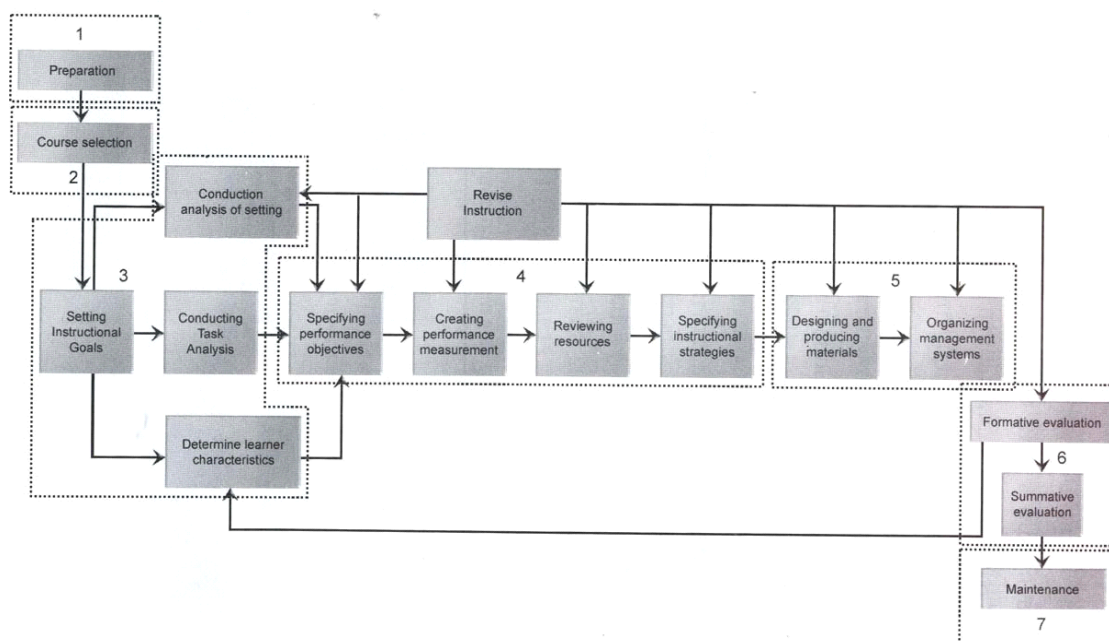 1
Preparation
Course selection
2
Conduction
analysis of setting
Revise
Instruction
3
Setting
Instructional
Goals
Conducting
Task
Analysis
Determine learner
characteristics
4
Specifying
performance
objectives
Creating
performance
measurement
Reviewing
resources
Specifying
instructional
strategies
5
Designing and
producing
materials
Organizing
management
systems
Formative evaluation
6
Summative
evaluation
Maintenance
7